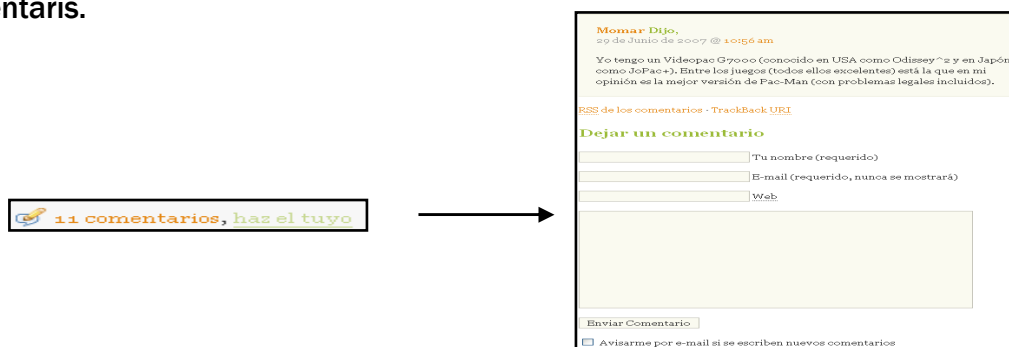 entaris.
Momar Dijo,
29 de Junio de 2007 @ 10:56 am
Yo tengo un Videopac G7000 (conocido en USA como Odissey^2 y en Japón
como JoPac+). Entre los juegos (todos ellos excelentes) está la que en mi
opinión es la mejor versión de Pac-Man (con problemas legales incluidos).
RSS de los comentarios · TrackBack URI
Dejar un comentario
Tu nombre (requerido)
E-mail (requerido, nunca se mostrará)
Web
11 comentarios, haz el tuyo
Enviar Comentario
Avisarme por e-mail si se escriben nuevos comentarios